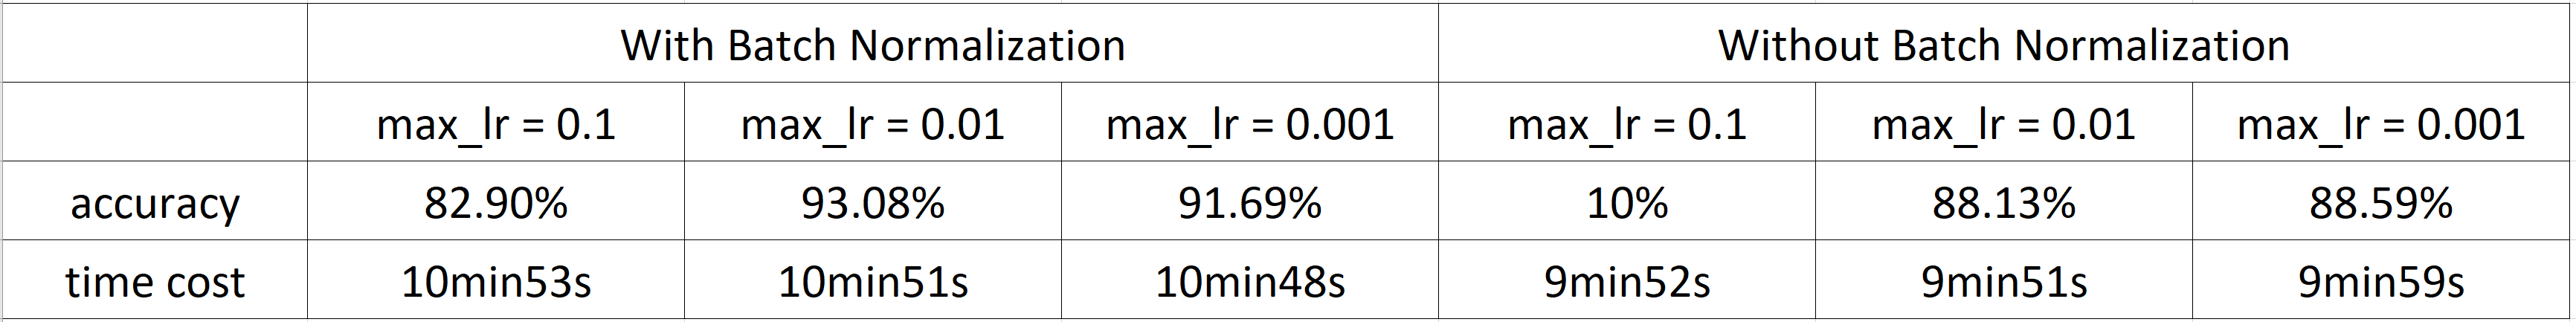 With Batch Normalization Without Batch Normalization
max_lr = 0.1 max_lr = 0.01 max_lr = 0.001 max_lr = 0.1 max_lr = 0.01 max_lr = 0.001
accuracy 82.90% 93.08% 91.69% 10% 88.13% 88.59%
time cost 10min53s 10min51s 10min48s 9min52s 9min51s 9min59s